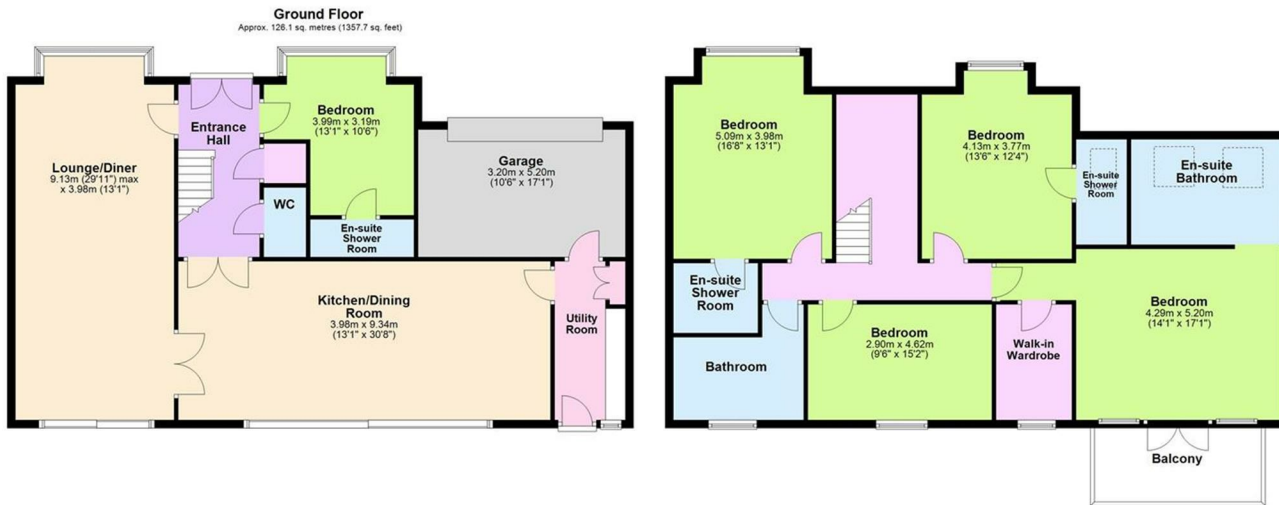 Ground Floor
Approx. 126.1 sq. metres (1357.7 sq. feet)
Lounge/Diner
9.13m (29'11") max
x 3.98m (13'1")
Entrance
Hall
Bedroom
3.99m x 3.19m
(13'1" x 10'6")
WC
En-suite
Shower
Room
Garage
3.20m x 5.20m
(10'6" x 17'1")
Kitchen/Dining
Room
3.98m x 9.34m
(13'1" x 30'8")
Utility
Room
Bedroom
5.09m x 3.98m
(16'8" x 13'1")
Bedroom
4.13m x 3.77m
(13'6" x 12'4")
En-suite
Shower
Room
En-suite
Bathroom
En-suite
Shower
Room
Bathroom
Bedroom
2.90m x 4.62m
(9'6" x 15'2")
Walk-in
Wardrobe
Bedroom
4.29m x 5.20m
(14'1" x 17'1")
Balcony